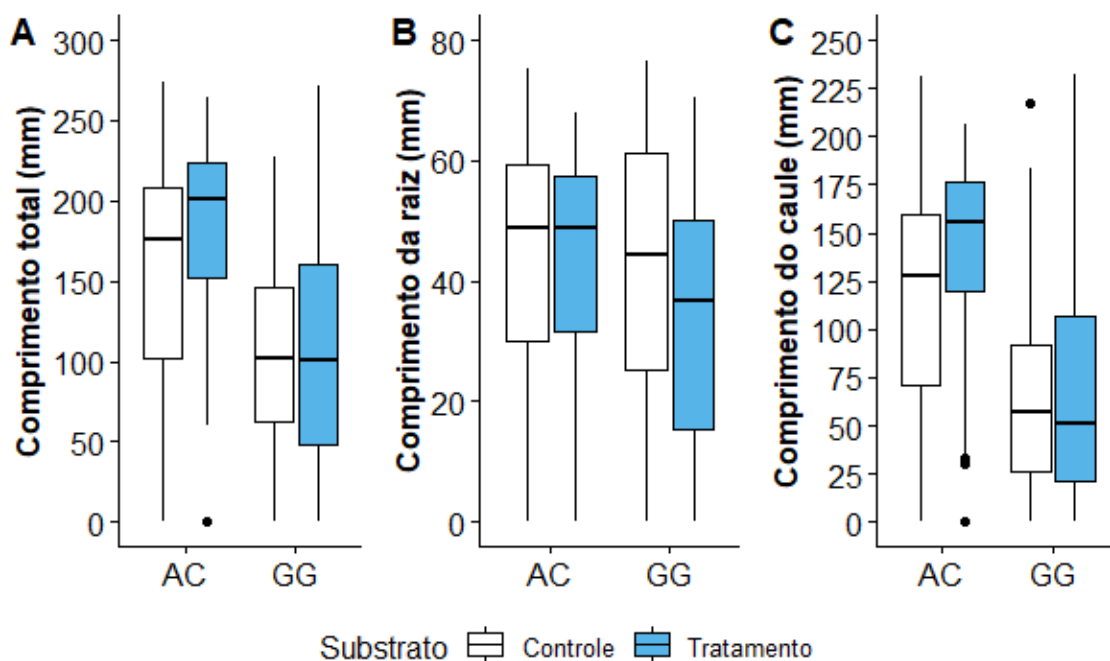 A
Comprimento total (mm)
300
250
200
150
100
50
0
AC GG
B
Comprimento da raiz (mm)
80
60
40
20
0
AC GG
C
Comprimento do caule (mm)
250
225
200
175
150
125
100
75
50
25
0
AC GG
Substrato Controle Tratamento